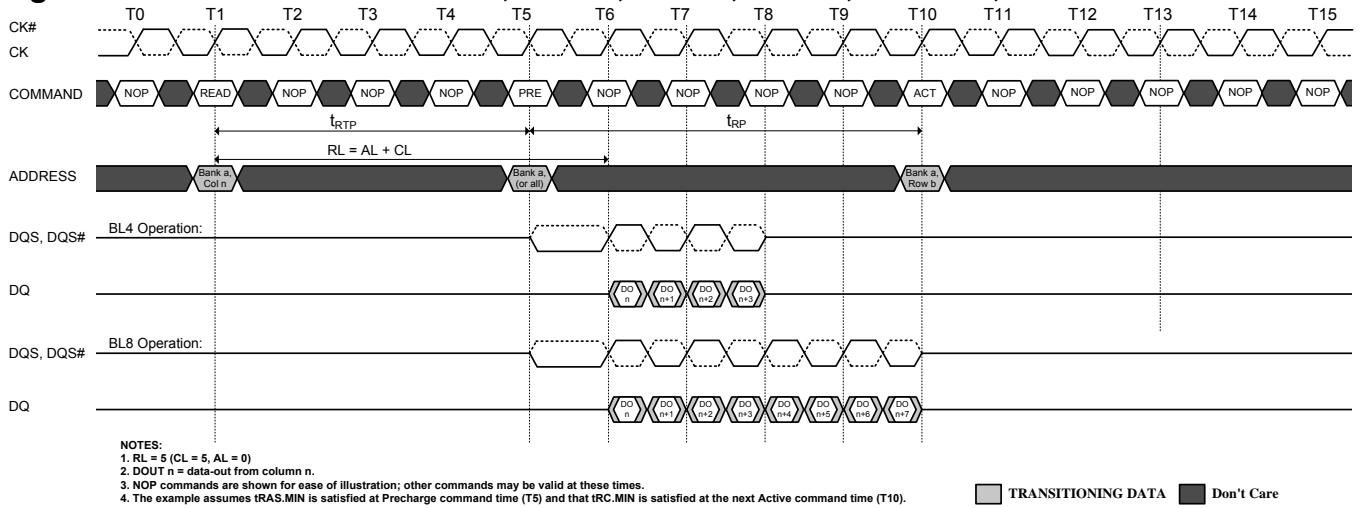 T0 T1 T2 T3 T4 T5 T6 T7 T8 T9 T10 T11 T12 T13 T14 T15
CK#
CK
COMMAND NOP READ NOP NOP NOP PRE NOP NOP NOP NOP ACT NOP NOP NOP NOP NOP
tRTP tRP
RL = AL + CL
ADDRESS
Bank a, Bank a, Bank a,
Col n (or all) Row b
BL4 Operation:
DQS, DQS#
DQ
DO DO DO DO
n n+1 n+2 n+3
BL8 Operation:
DQS, DQS#
DQ
DO DO DO DO DO DO DO DO
n n+1 n+2 n+3 n+4 n+5 n+6 n+7
NOTES:
1. RL = 5 (CL = 5, AL = 0)
2. DOUT n = data-out from column n.
3. NOP commands are shown for ease of illustration; other commands may be valid at these times.
4. The example assumes tRAS.MIN is satisfied at Precharge command time (T5) and that tRC.MIN is satisfied at the next Active command time (T10).
TRANSITIONING DATA Don't Care